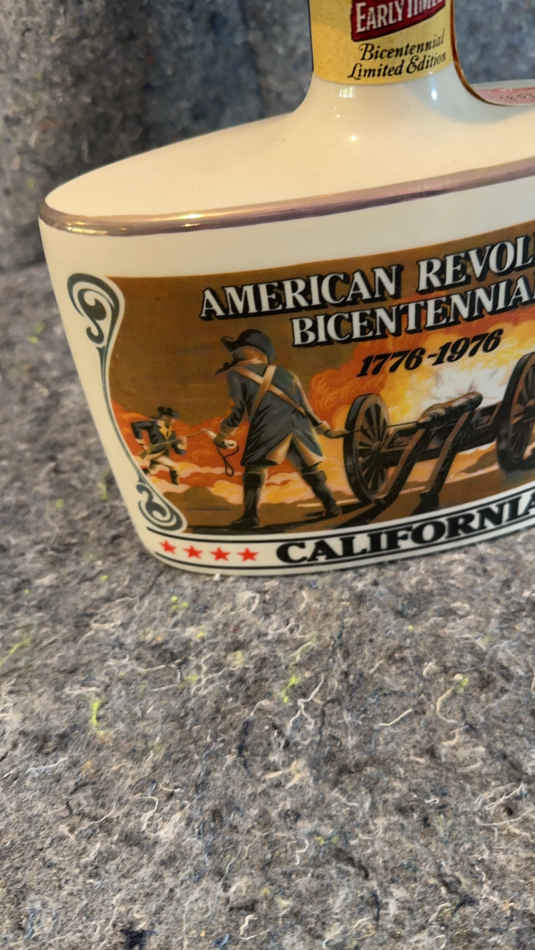 EARLY TIMES
Bicentennial
Limited Edition
AMERICAN REVOL
BICENTENNIA
1776-1976
CALIFORNIA